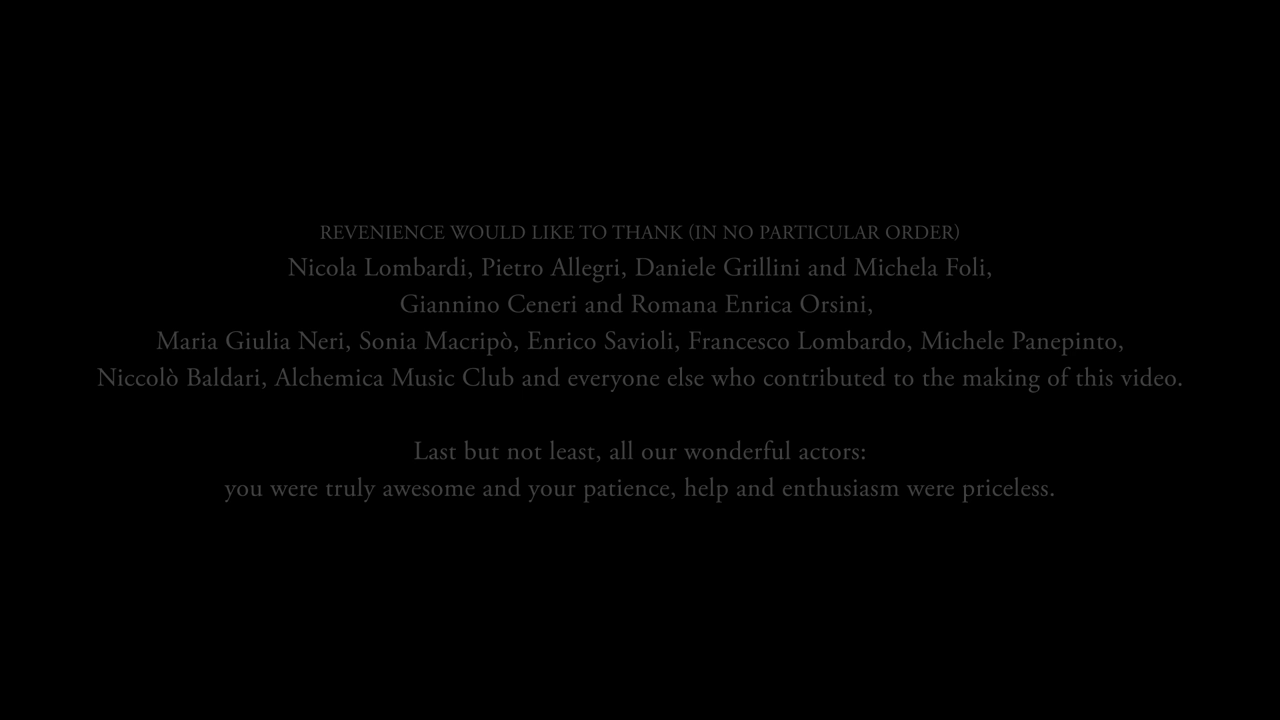 REVENIENCE WOULD LIKE TO THANK (IN NO PARTICULAR ORDER)
Nicola Lombardi, Pietro Allegri, Daniele Grillini and Michela Foli,
Giannino Ceneri and Romana Enrica Orsini,
Maria Giulia Neri, Sonia Macripò, Enrico Savioli, Francesco Lombardo, Michele Panepinto,
Niccolò Baldari, Alchemica Music Club and everyone else who contributed to the making of this video.
Last but not least, all our wonderful actors:
you were truly awesome and your patience, help and enthusiasm were priceless.